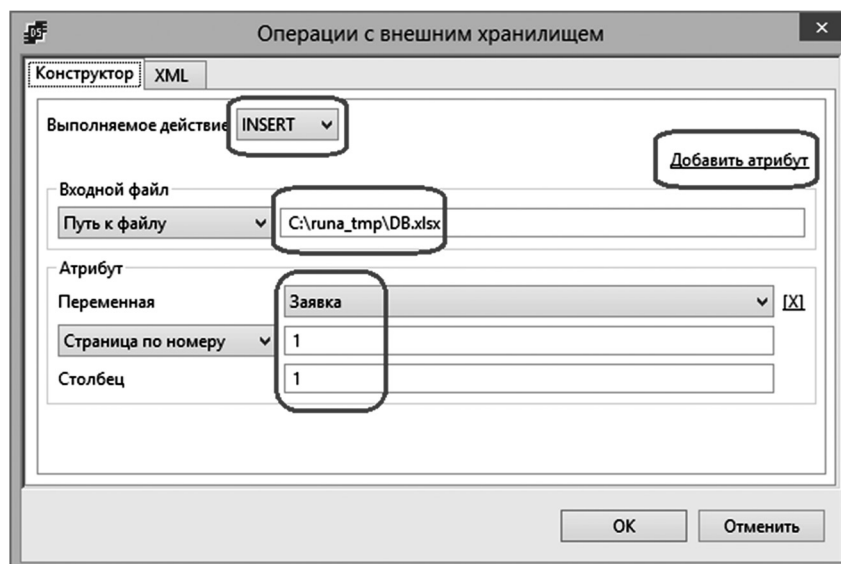 DS
Операции с внешним хранилищем
x
Конструктор XML
Выполняемое действие INSERT
Добавить атрибут
Входной файл
Путь к файлу C:\runa_tmp\DB.xlsx
Атрибут
Переменная Заявка [X]
Страница по номеру 1
Столбец 1
OK Отменить